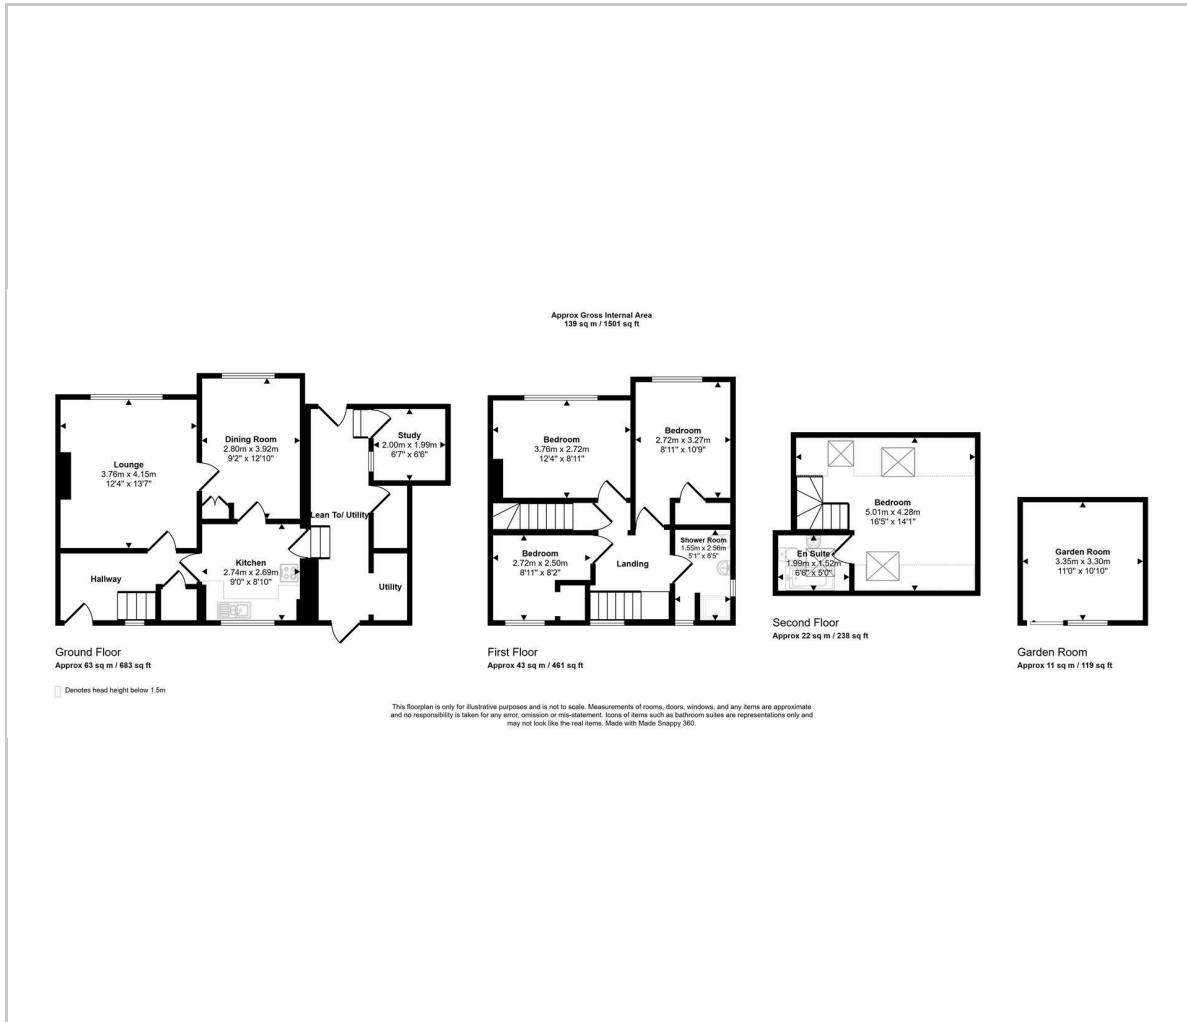 Approx Gross Internal Area
139 sq m / 1501 sq ft
Lounge
3.76m x 4.15m
12'4" x 13'7"
Dining Room
2.80m x 3.92m
9'2" x 12'10"
Study
2.00m x 1.99m
6'7" x 6'6"
Lean To/ Utility
Kitchen
2.74m x 2.69m
9'0" x 8'10"
Hallway
Utility
Ground Floor
Approx 63 sq m / 683 sq ft
Denotes head height below 1.5m
Bedroom
3.76m x 2.72m
12'4" x 8'11"
Bedroom
2.72m x 3.27m
8'11" x 10'9"
Bedroom
2.72m x 2.50m
8'11" x 8'2"
Landing
Shower Room
1.55m x 2.56m
5'1" x 8'5"
First Floor
Approx 43 sq m / 461 sq ft
Bedroom
5.01m x 4.28m
16'5" x 14'1"
En Suite
1.99m x 1.52m
6'6" x 5'0"
Second Floor
Approx 22 sq m / 238 sq ft
Garden Room
3.35m x 3.30m
11'0" x 10'10"
Garden Room
Approx 11 sq m / 119 sq ft
This floorplan is only for illustrative purposes and is not to scale. Measurements of rooms, doors, windows, and any items are approximate
and no responsibility is taken for any error, omission or mis-statement. Icons of items such as bathroom suites are representations only and
may not look like the real items. Made with Made Snappy 360.